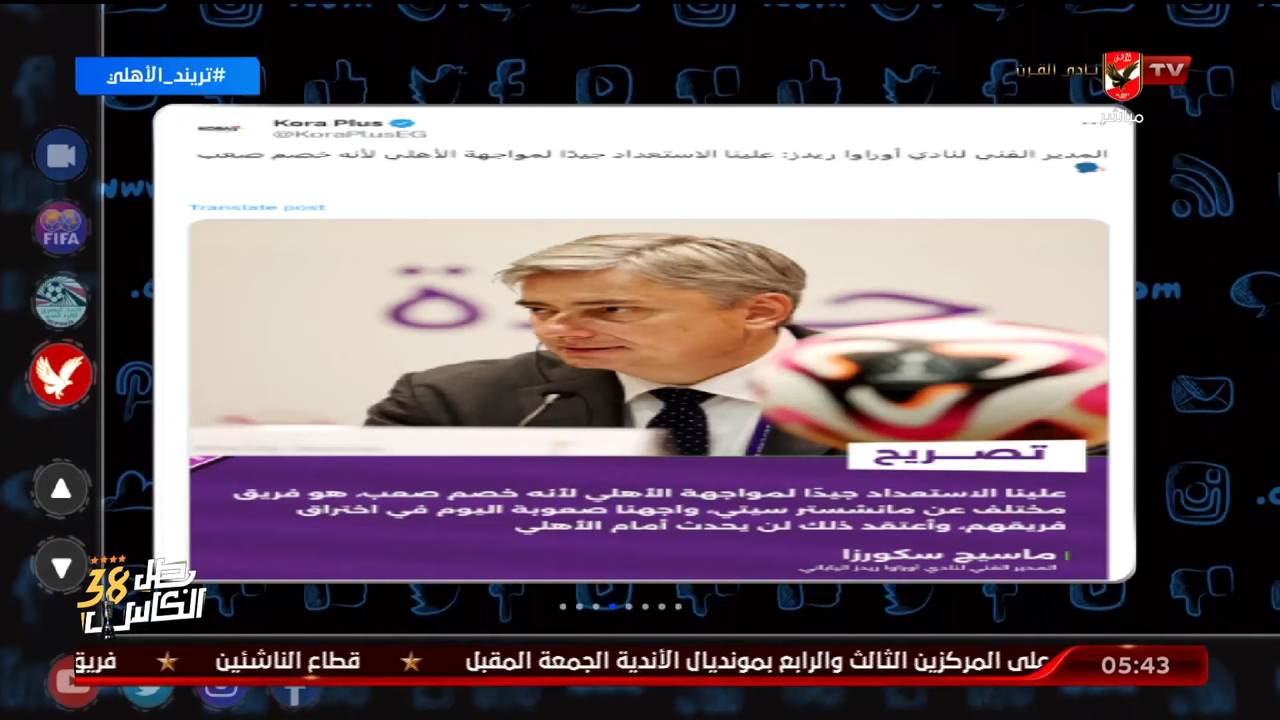 #تريند_الأهلي
نادي القرن
TV
مباشر
Kora Plus
@KoraPlusEG
المدير الفني لنادي أوراوا ريدز: علينا الاستعداد جيدًا لمواجهة الأهلي لأنه خصم صعب
Translate post
FIFA
تصريح
علينا الاستعداد جيدًا لمواجهة الأهلي لأنه خصم صعب، هو فريق
مختلف عن مانشستر سيتي، واجهنا صعوبة اليوم في اختراق
فريقهم، وأعتقد ذلك لن يحدث أمام الأهلي
ماسيج سكورزا
المدير الفني لنادي أوراوا ريدز الياباني
38
الكاس
على المركزين الثالث والرابع بمونديال الأندية الجمعة المقبل ★ قطاع الناشئين ★ فريق
05:43